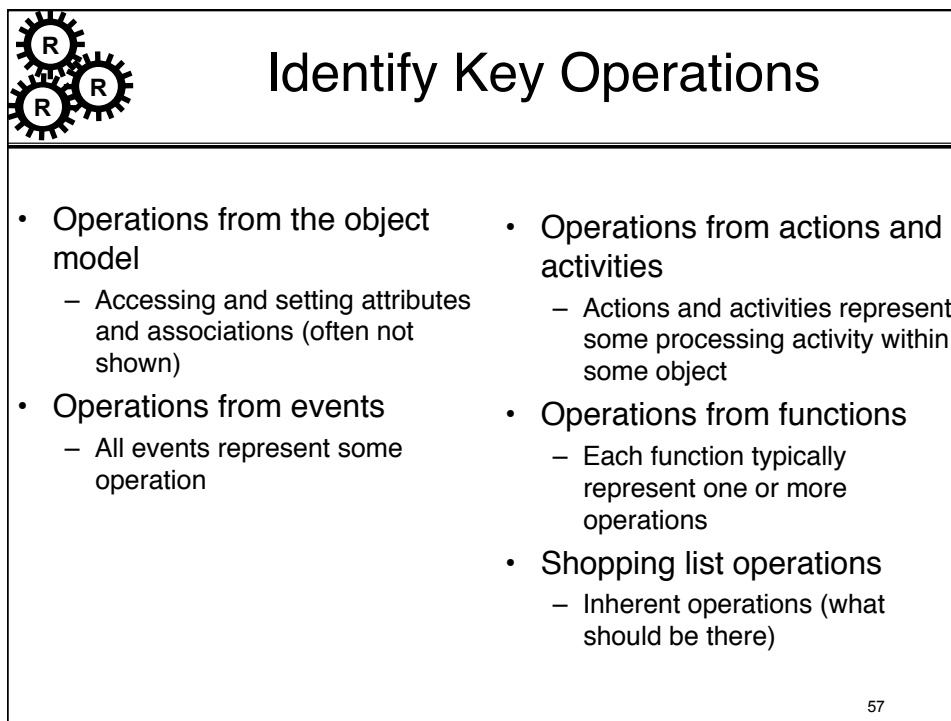 R
R
R
Identify Key Operations
• Operations from the object
model
– Accessing and setting attributes
and associations (often not
shown)
• Operations from events
– All events represent some
operation
• Operations from actions and
activities
– Actions and activities represent
some processing activity within
some object
• Operations from functions
– Each function typically
represent one or more
operations
• Shopping list operations
– Inherent operations (what
should be there)
57